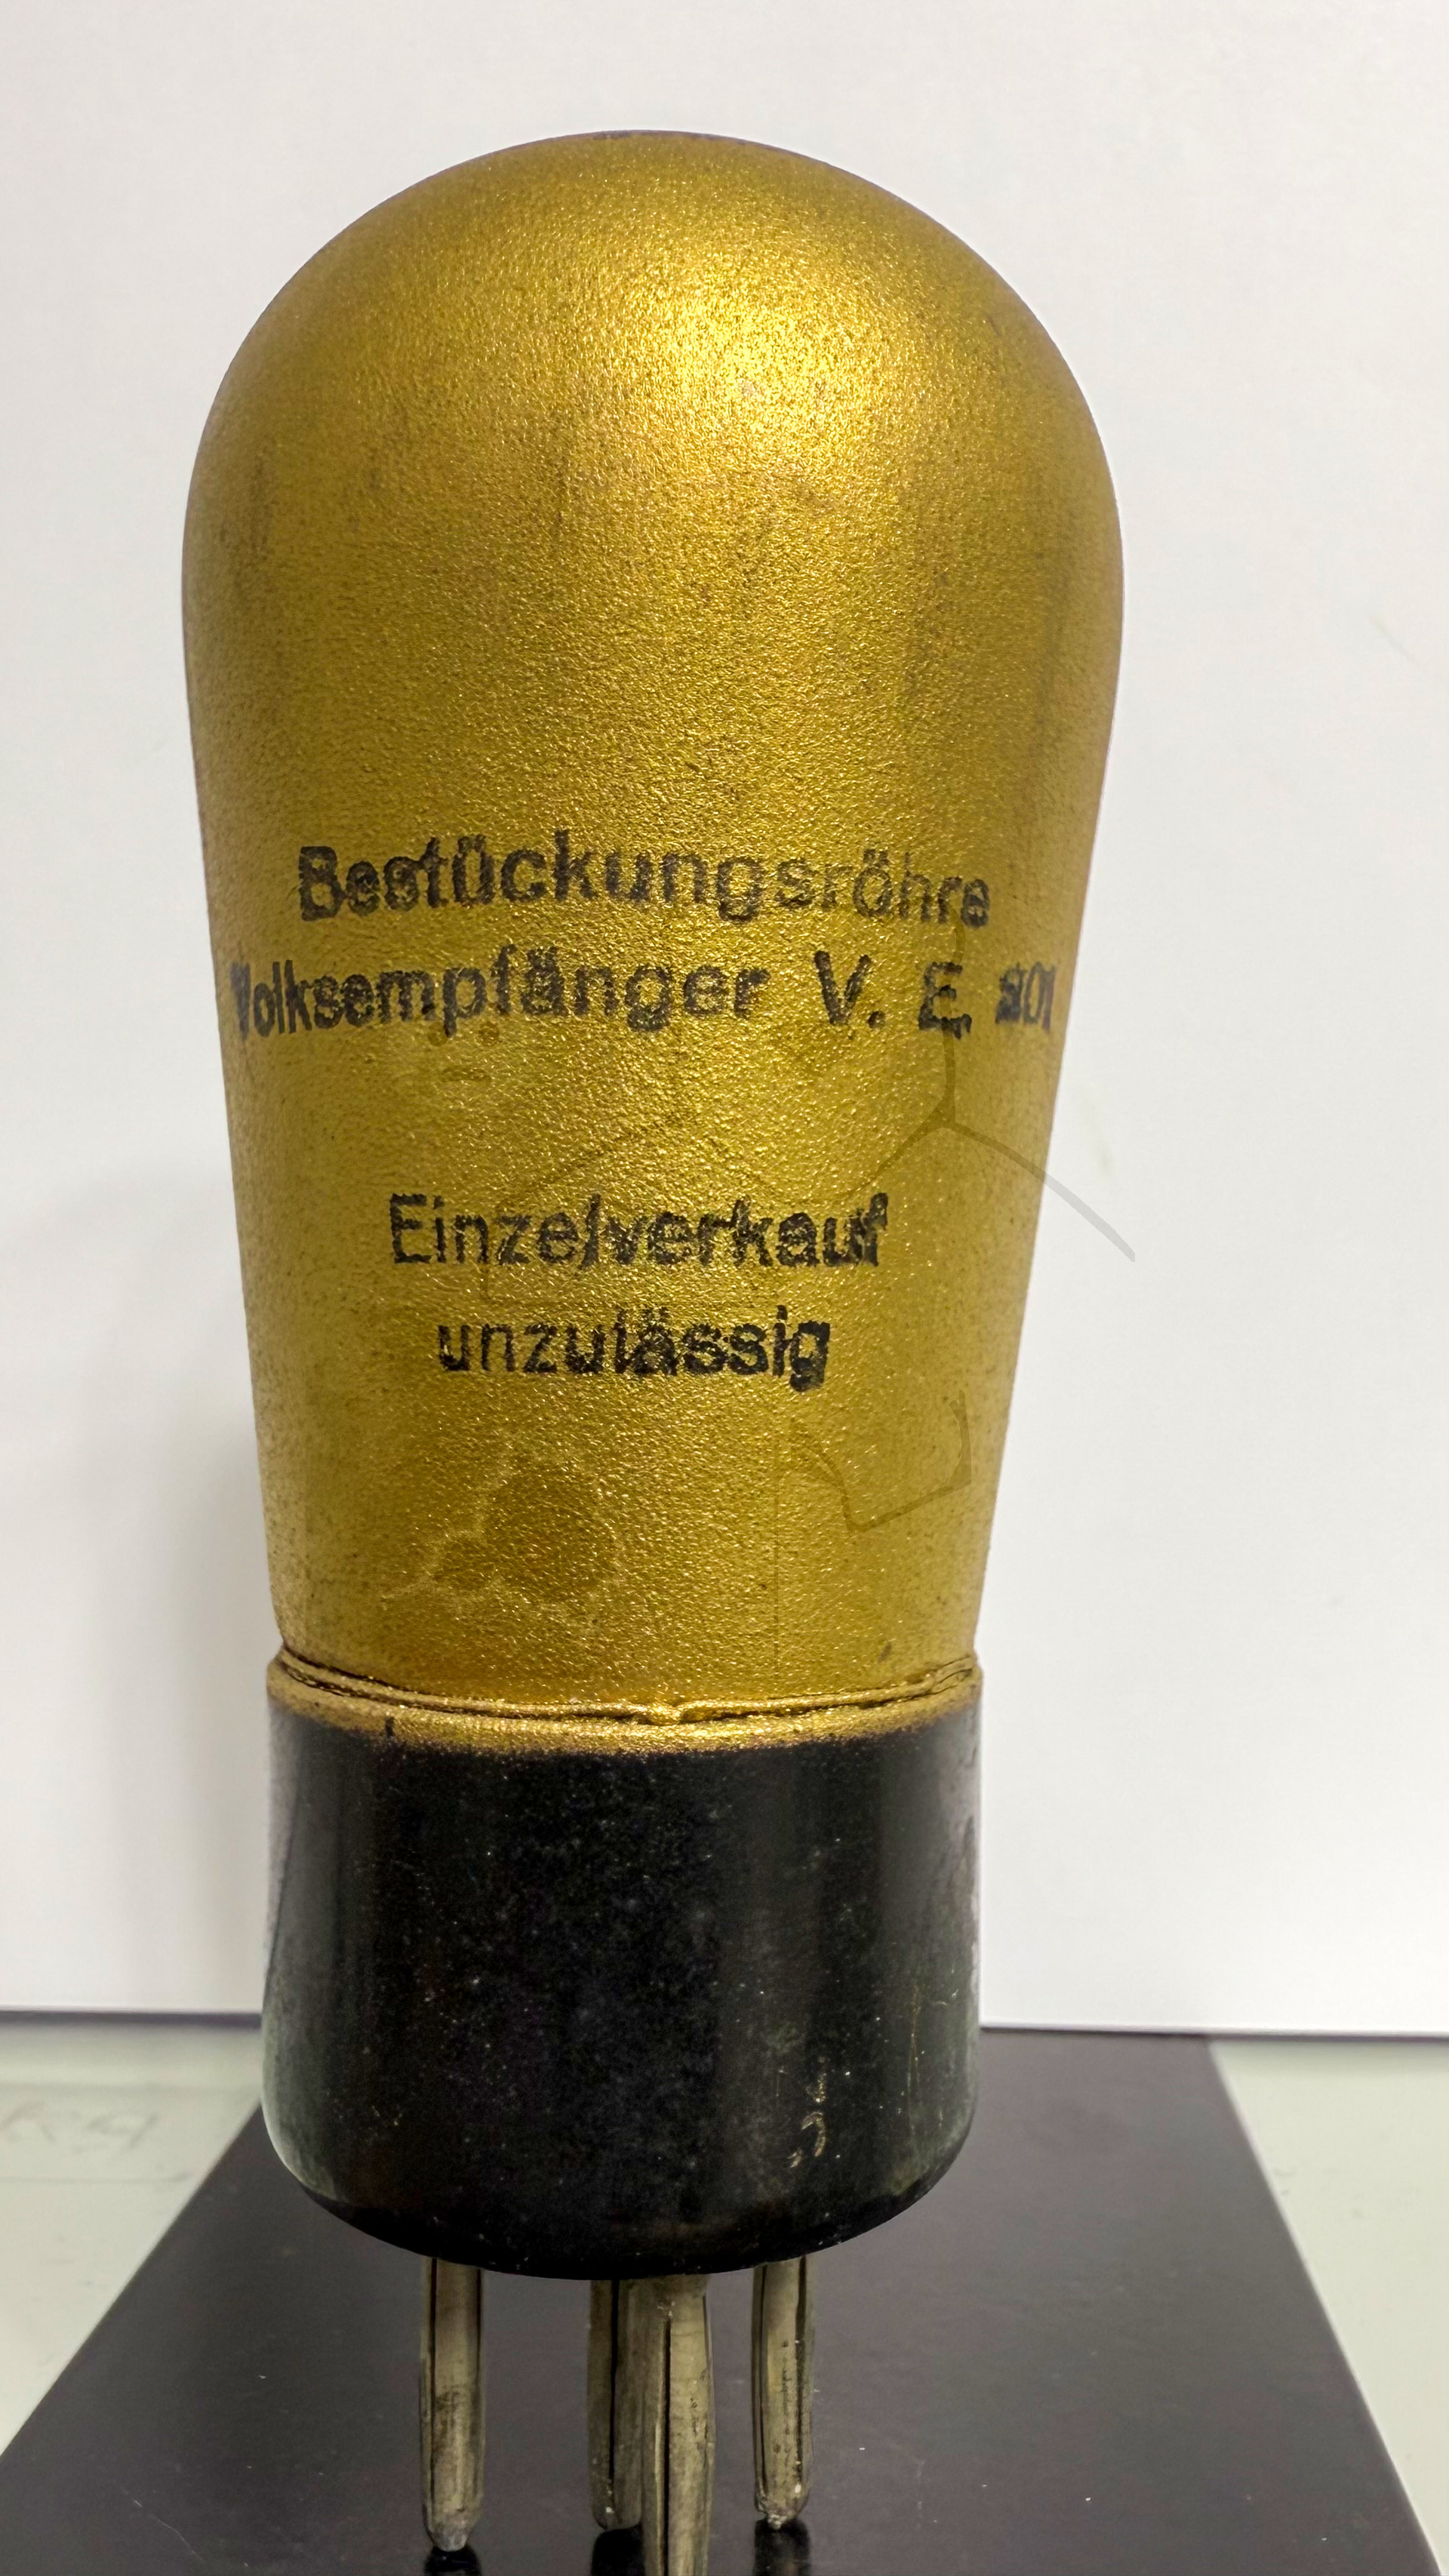 Bestückungsröhre
Volksempfänger V. E. 301
Einzelverkauf
unzulässig